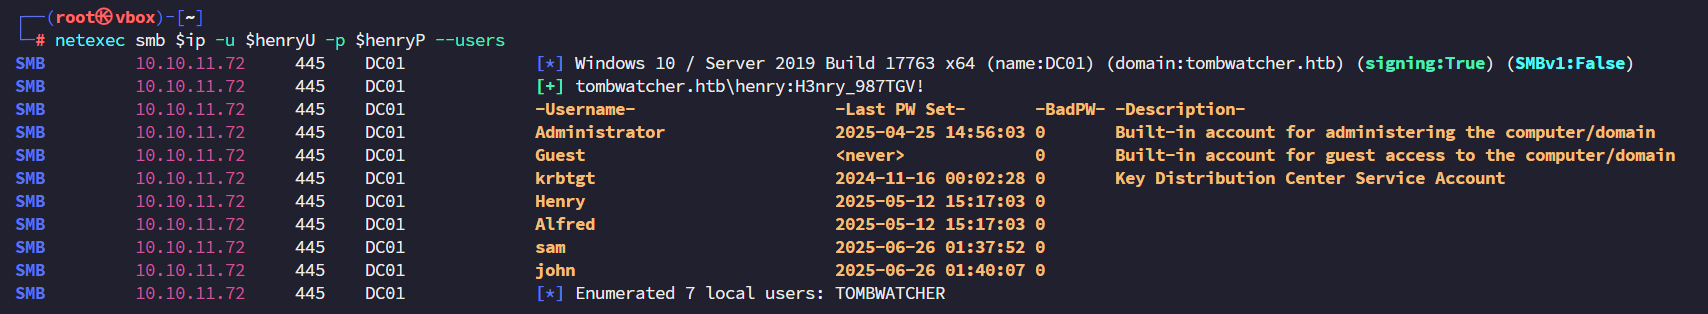 ┌──(root㉿vbox)-[~]
└─# netexec smb $ip -u $henryU -p $henryP --users
SMB 10.10.11.72 445 DC01 [*] Windows 10 / Server 2019 Build 17763 x64 (name:DC01) (domain:tombwatcher.htb) (signing:True) (SMBv1:False)
SMB 10.10.11.72 445 DC01 [+] tombwatcher.htb\henry:H3nry_987TGV!
SMB 10.10.11.72 445 DC01 -Username- -Last PW Set- -BadPW- -Description-
SMB 10.10.11.72 445 DC01 Administrator 2025-04-25 14:56:03 0 Built-in account for administering the computer/domain
SMB 10.10.11.72 445 DC01 Guest <never> 0 Built-in account for guest access to the computer/domain
SMB 10.10.11.72 445 DC01 krbtgt 2024-11-16 00:02:28 0 Key Distribution Center Service Account
SMB 10.10.11.72 445 DC01 Henry 2025-05-12 15:17:03 0
SMB 10.10.11.72 445 DC01 Alfred 2025-05-12 15:17:03 0
SMB 10.10.11.72 445 DC01 sam 2025-06-26 01:37:52 0
SMB 10.10.11.72 445 DC01 john 2025-06-26 01:40:07 0
SMB 10.10.11.72 445 DC01 [*] Enumerated 7 local users: TOMBWATCHER